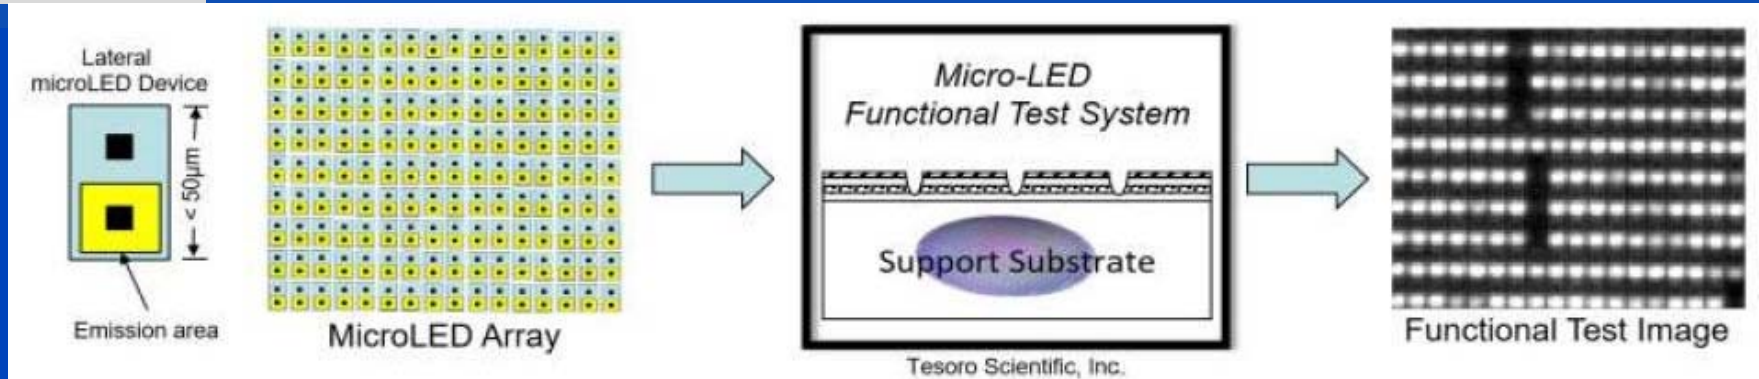 Lateral
microLED Device
< 50μm
Emission area
MicroLED Array
Micro-LED
Functional Test System
Support Substrate
Tesoro Scientific, Inc.
Functional Test Image